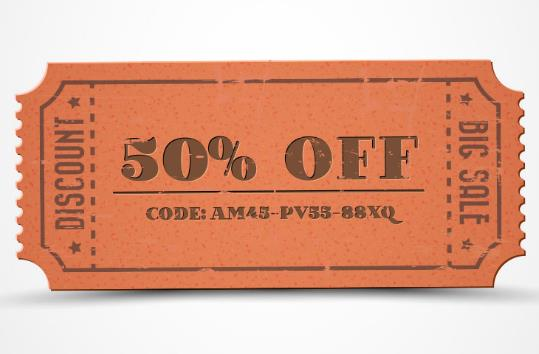 DISCOUNT
50% OFF
CODE: AM45-PV55-88XQ
BIG SALE